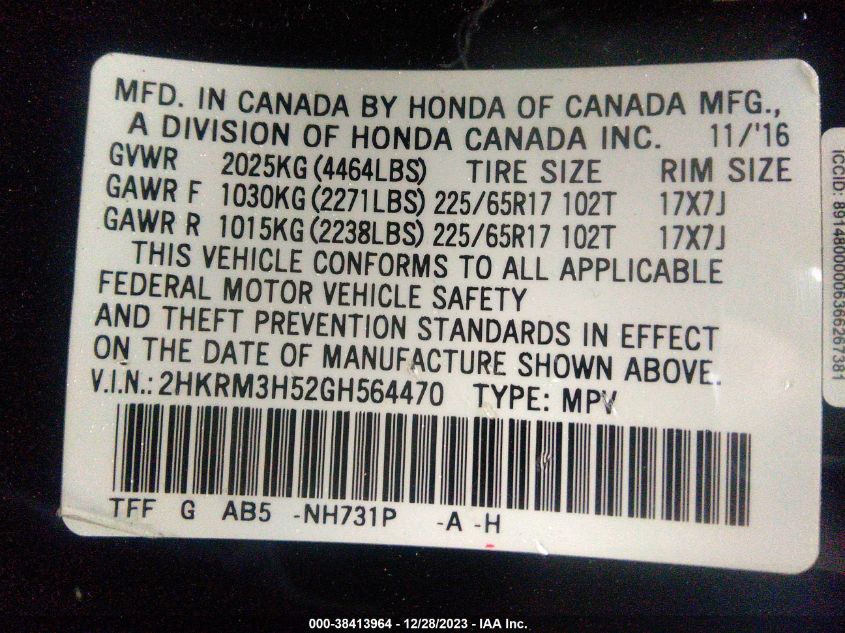 MFD. IN CANADA BY HONDA OF CANADA MFG.,
A DIVISION OF HONDA CANADA INC. 11/'16
GVWR 2025KG (4464LBS) TIRE SIZE RIM SIZE
GAWR F 1030KG (2271LBS) 225/65R17 102T 17X7J
GAWR R 1015KG (2238LBS) 225/65R17 102T 17X7J
THIS VEHICLE CONFORMS TO ALL APPLICABLE
FEDERAL MOTOR VEHICLE SAFETY
AND THEFT PREVENTION STANDARDS IN EFFECT
ON THE DATE OF MANUFACTURE SHOWN ABOVE.
V.I.N.: 2HKRM3H52GH564470 TYPE: MPV
TFF G AB5 -NH731P -A -H
ICCID: 89148000006366267381
000-38413964 - 12/28/2023 - IAA Inc.